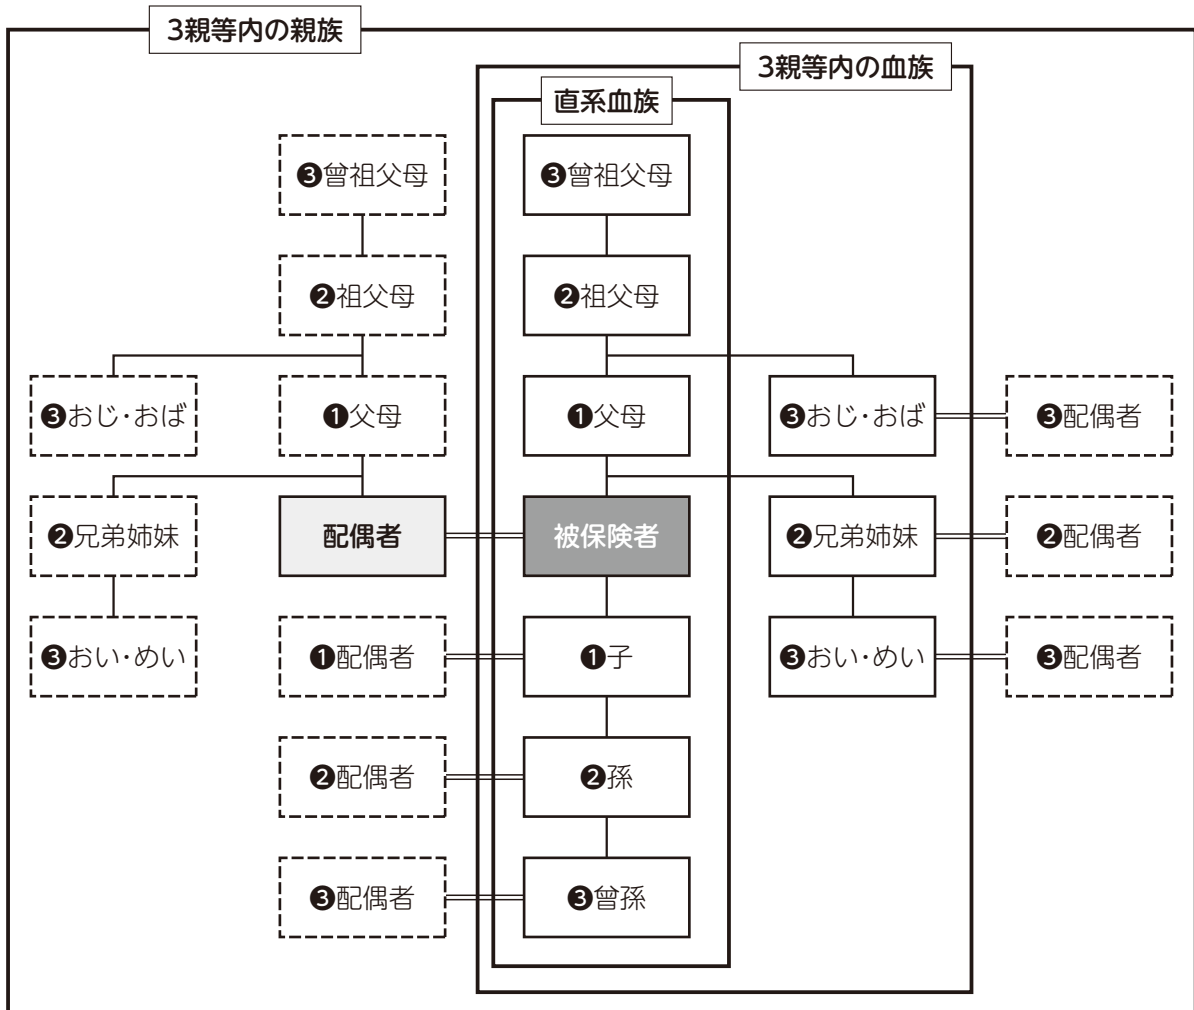 3親等内の親族
3親等内の血族
直系血族
❸曾祖父母
❸曾祖父母
❷祖父母
❷祖父母
❸おじ・おば
❶父母
❶父母
❸おじ・おば
❸配偶者
❷兄弟姉妹
配偶者
被保険者
❷兄弟姉妹
❷配偶者
❸おい・めい
❶配偶者
❶子
❸おい・めい
❸配偶者
❷配偶者
❷孫
❸配偶者
❸曾孫